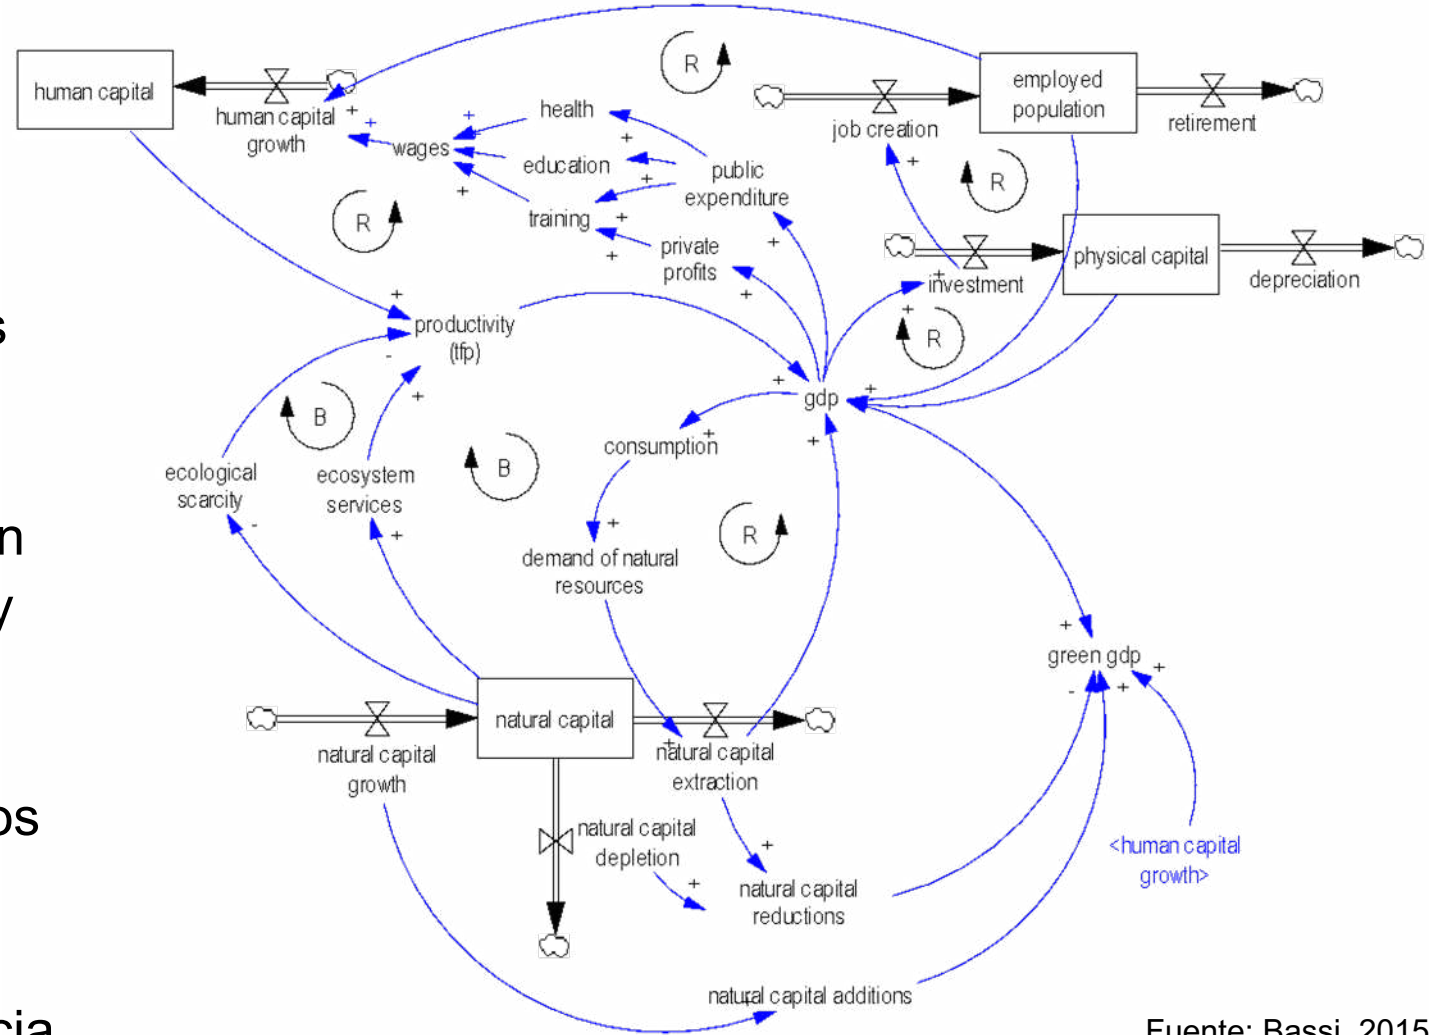 human capital
human capital
growth
wages
health
education
training
public
expenditure
private
profits
R
job creation
employed
population
retirement
R
R
physical capital
investment
depreciation
R
productivity
(tfp)
gdp
consumption
B
B
ecological
scarcity
ecosystem
services
R
demand of natural
resources
green gdp
natural capital
natural capital
growth
natural capital
extraction
natural capital
depletion
natural capital
reductions
<human capital
growth>
natural capital additions
s
n
y
os
cia
Fuente: Bassi, 2015